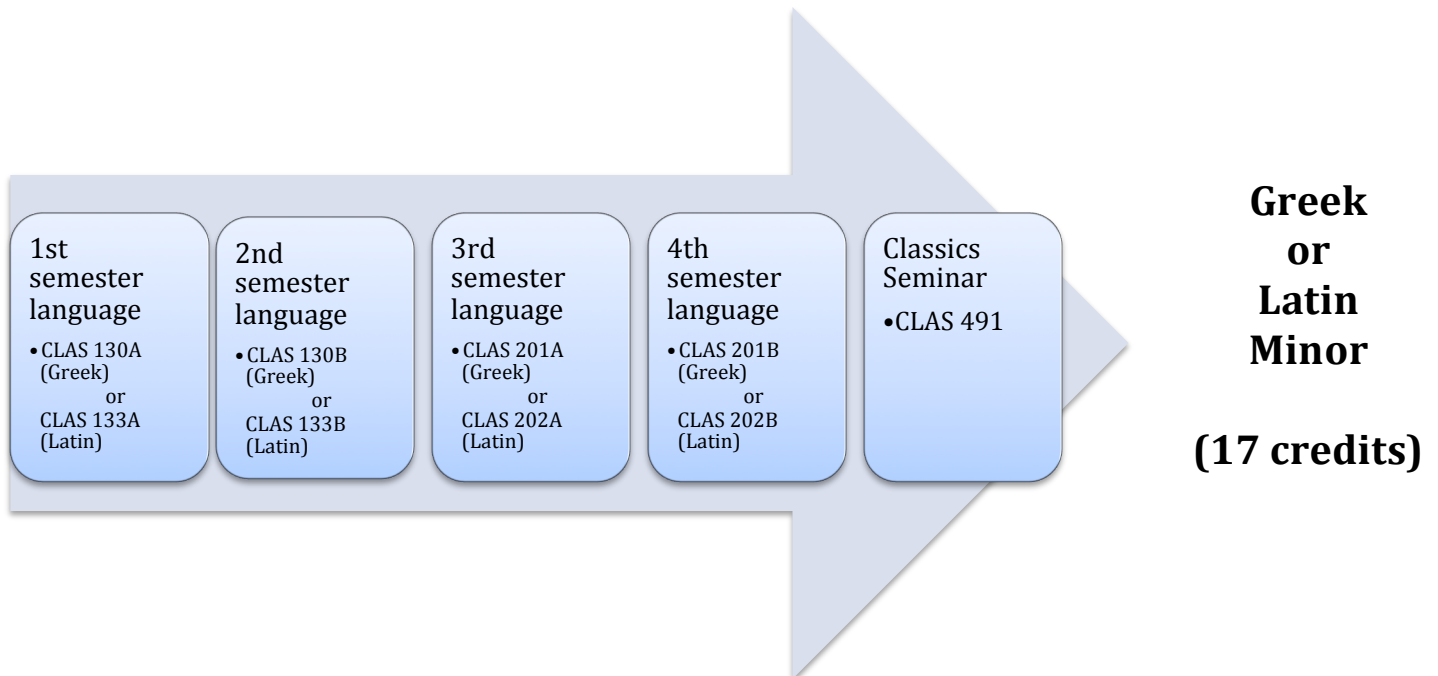 1st
semester
language
•CLAS 130A
(Greek)
or
CLAS 133A
(Latin)
2nd
semester
language
•CLAS 130B
(Greek)
or
CLAS 133B
(Latin)
3rd
semester
language
•CLAS 201A
(Greek)
or
CLAS 202A
(Latin)
4th
semester
language
•CLAS 201B
(Greek)
or
CLAS 202B
(Latin)
Classics
Seminar
•CLAS 491
Greek
or
Latin
Minor
(17 credits)